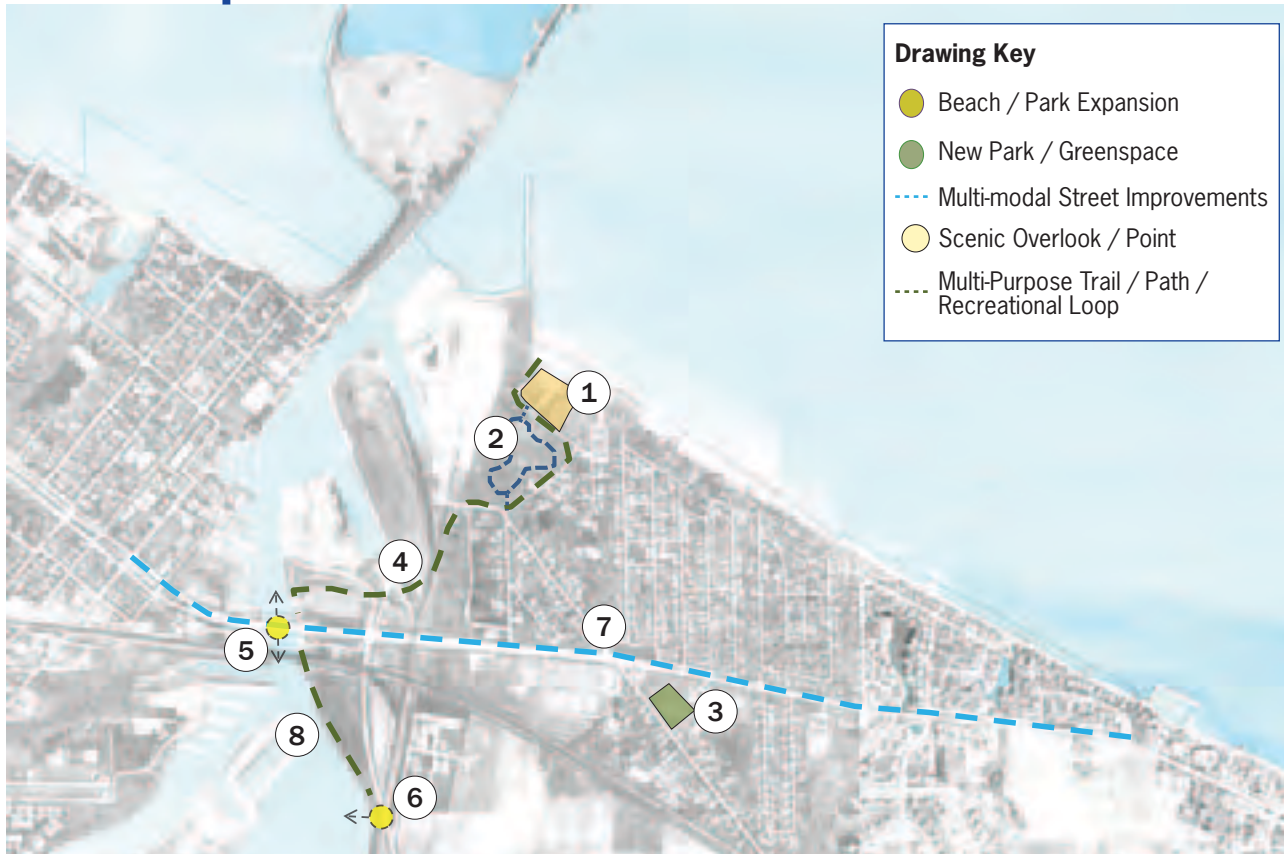 Drawing Key
Beach / Park Expansion
New Park / Greenspace
Multi-modal Street Improvements
Scenic Overlook / Point
Multi-Purpose Trail / Path /
Recreational Loop
1
2
4
7
5
3
8
6